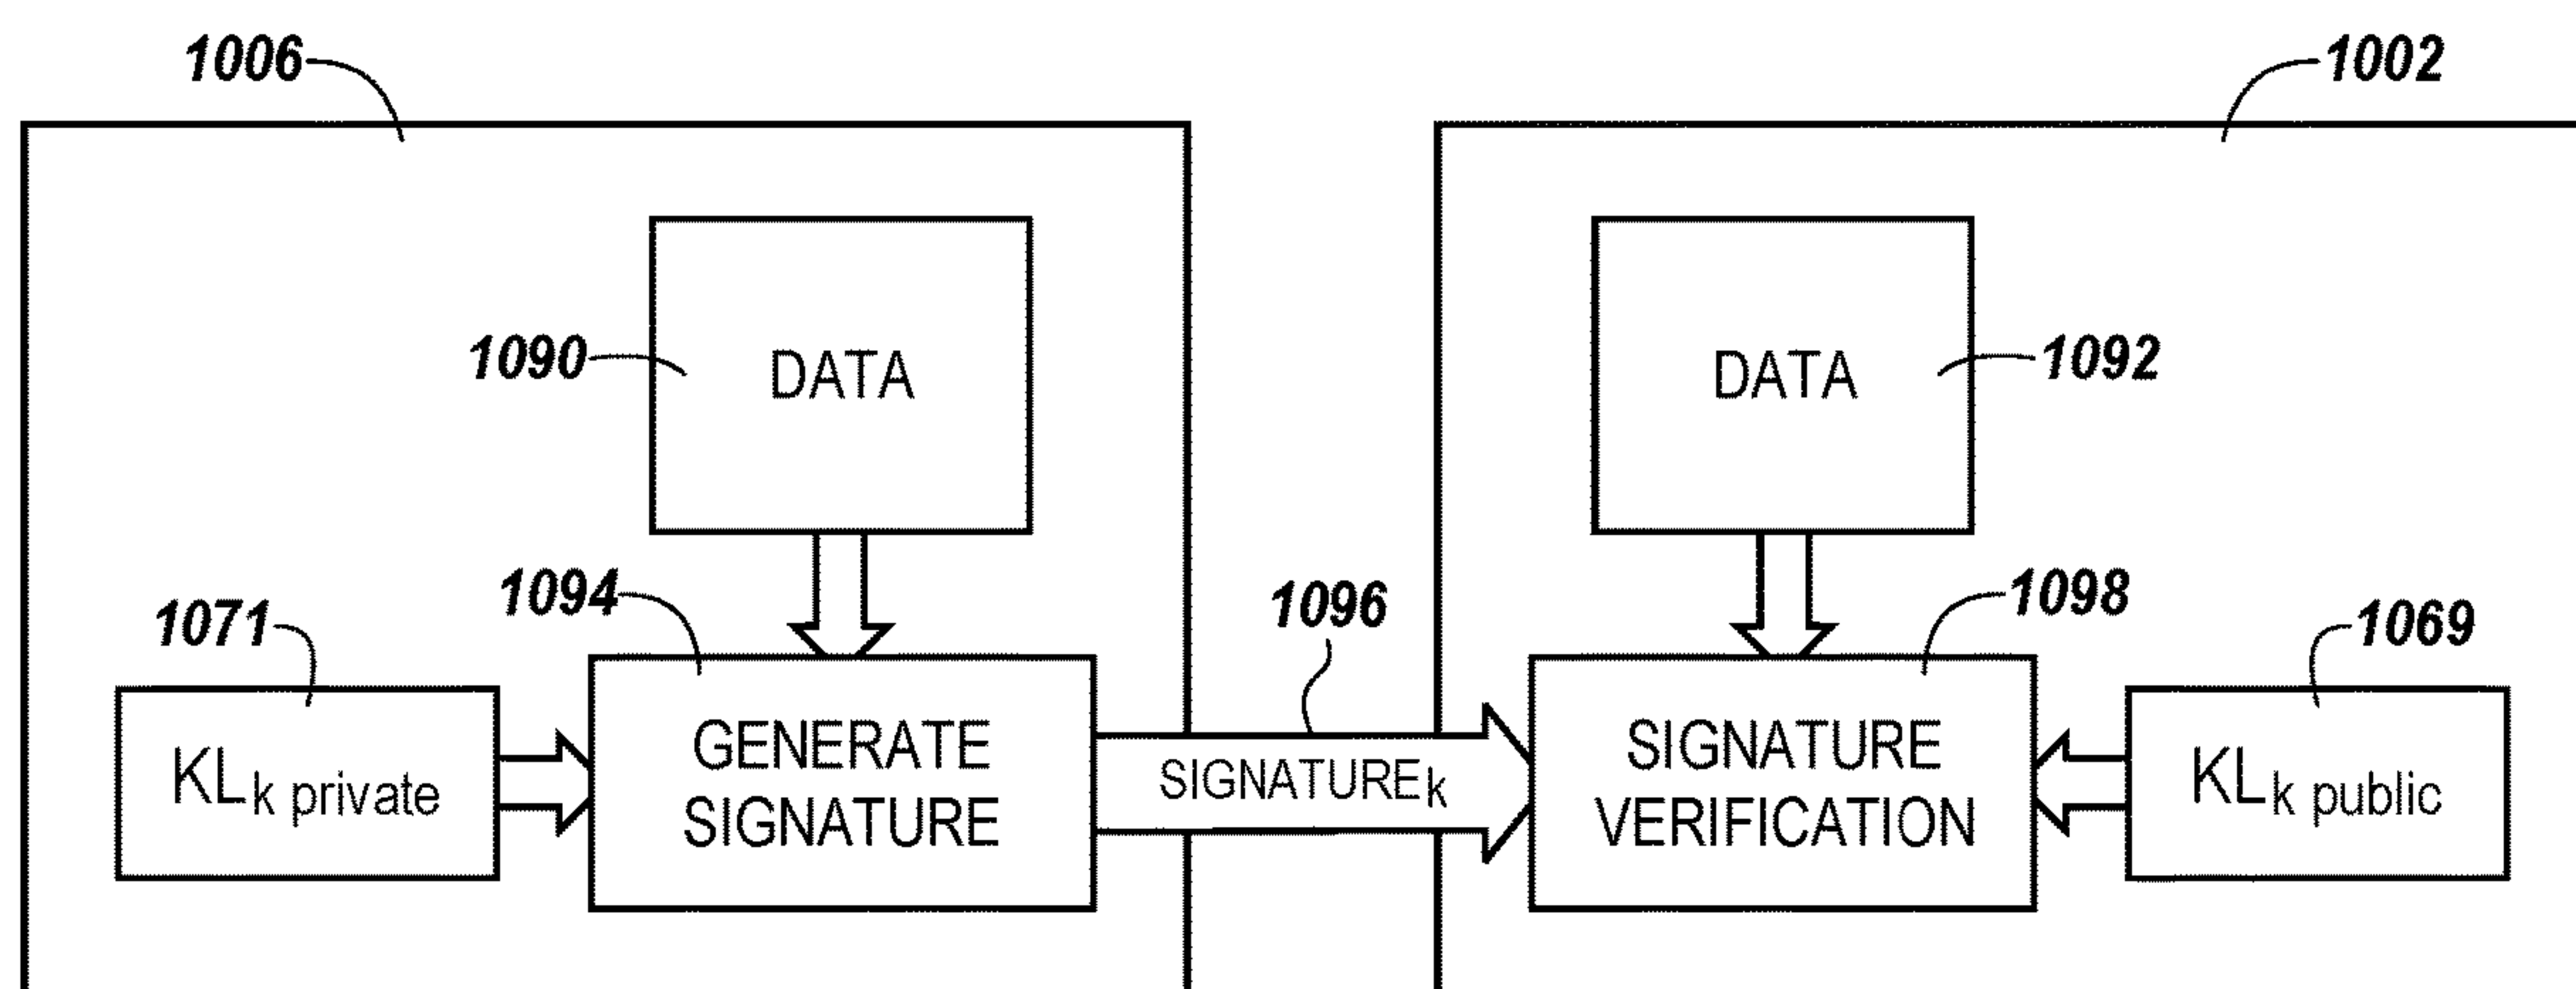 1006
1002
DATA
DATA
1090
1092
1094
1096
1098
1071
1069
GENERATE
SIGNATURE
SIGNATURE
VERIFICATION
KLk private
SIGNATUREk
KLk public